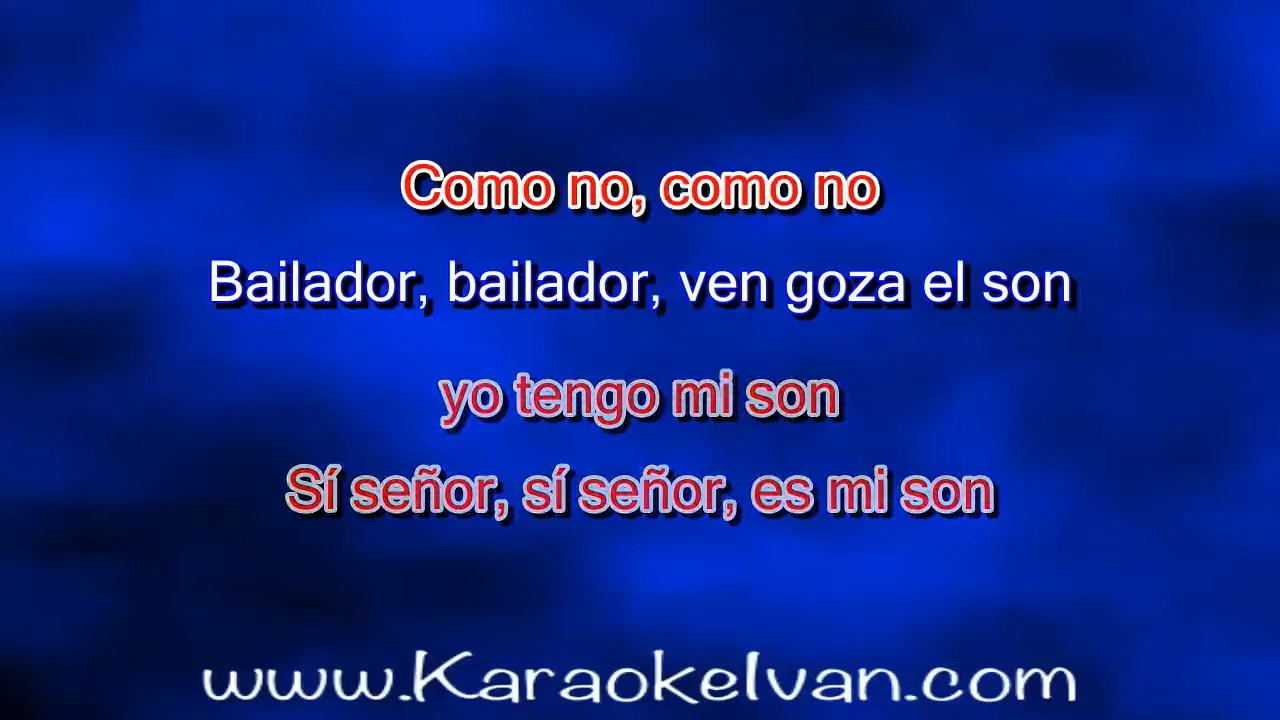 Como no, como no
Bailador, bailador, ven goza el son
yo tengo mi son
Sí señor, sí señor, es mi son
www.KaraokeIvan.com